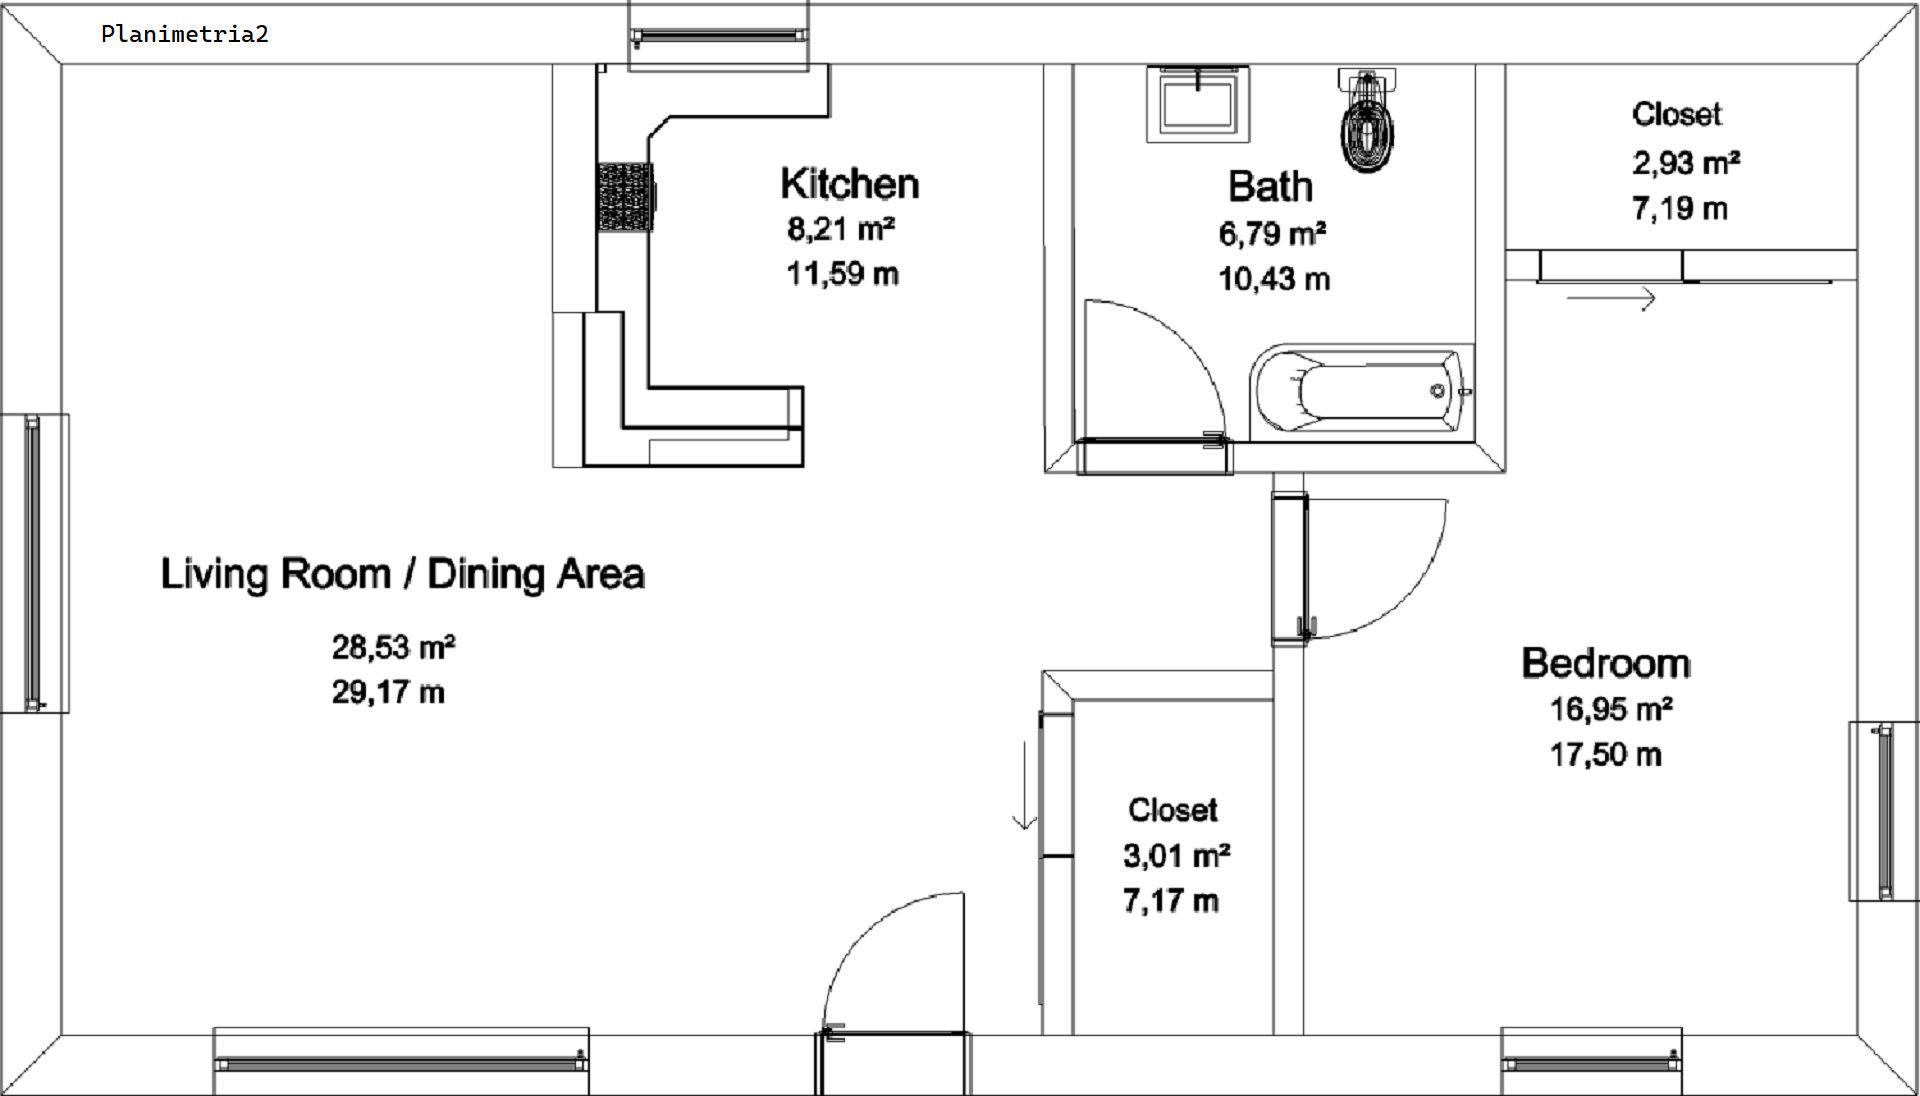 Planimetria2
Kitchen
8,21 m²
11,59 m
Bath
6,79 m²
10,43 m
Closet
2,93 m²
7,19 m
Living Room / Dining Area
28,53 m²
29,17 m
Bedroom
16,95 m²
17,50 m
Closet
3,01 m²
7,17 m